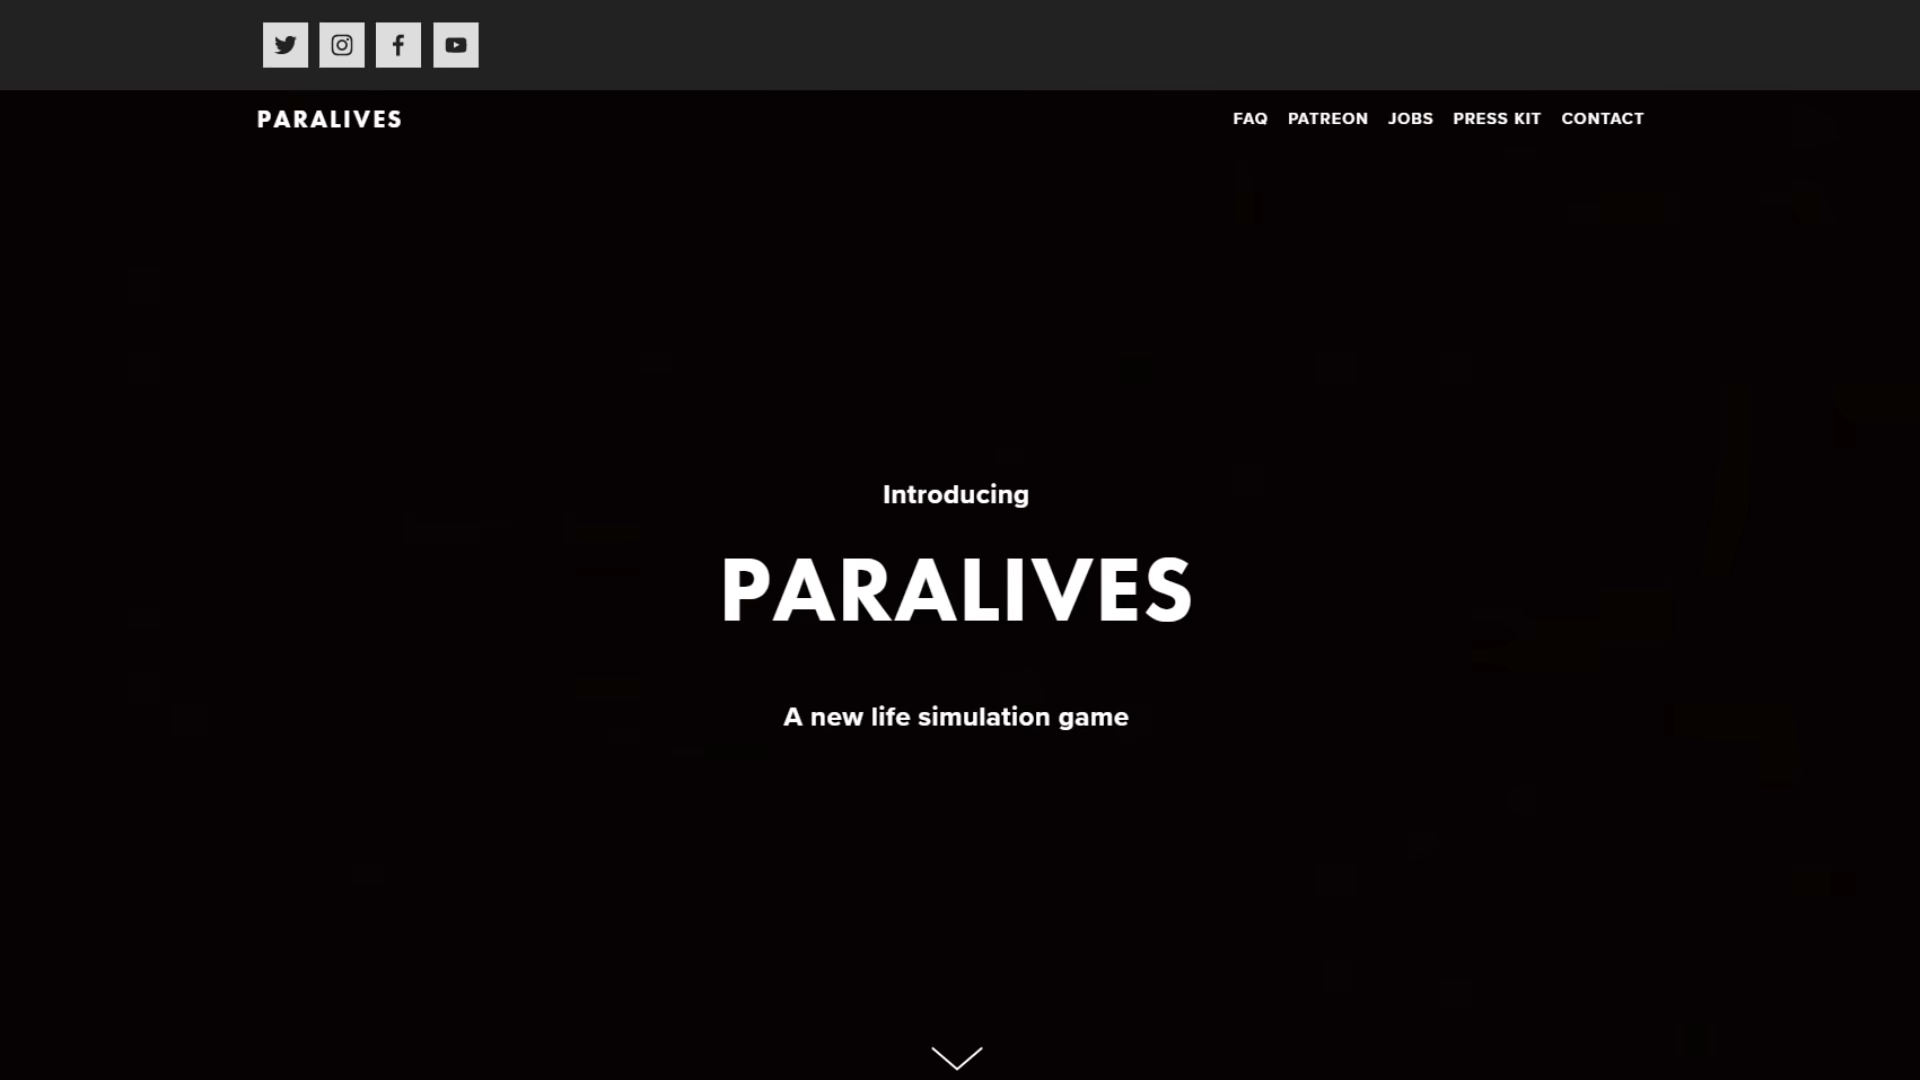 PARALIVES
FAQ PATREON JOBS PRESS KIT CONTACT
Introducing
PARALIVES
A new life simulation game